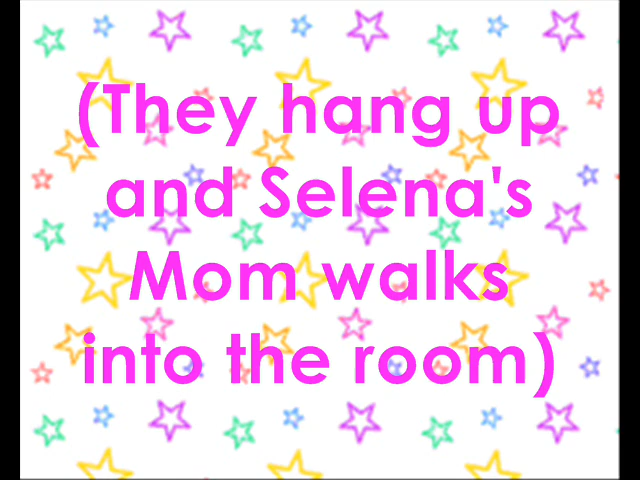 (They hang up
and Selena's
Mom walks
into the room)